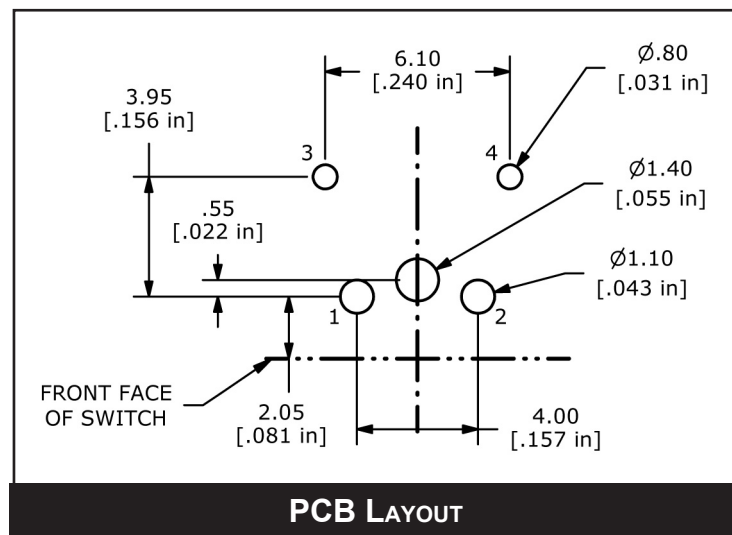 6.10
[.240 in]
Ø.80
[.031 in]
3.95
[.156 in]
3
4
Ø1.40
[.055 in]
.55
[.022 in]
Ø1.10
[.043 in]
1
2
FRONT FACE
OF SWITCH
2.05
[.081 in]
4.00
[.157 in]
PCB LAYOUT